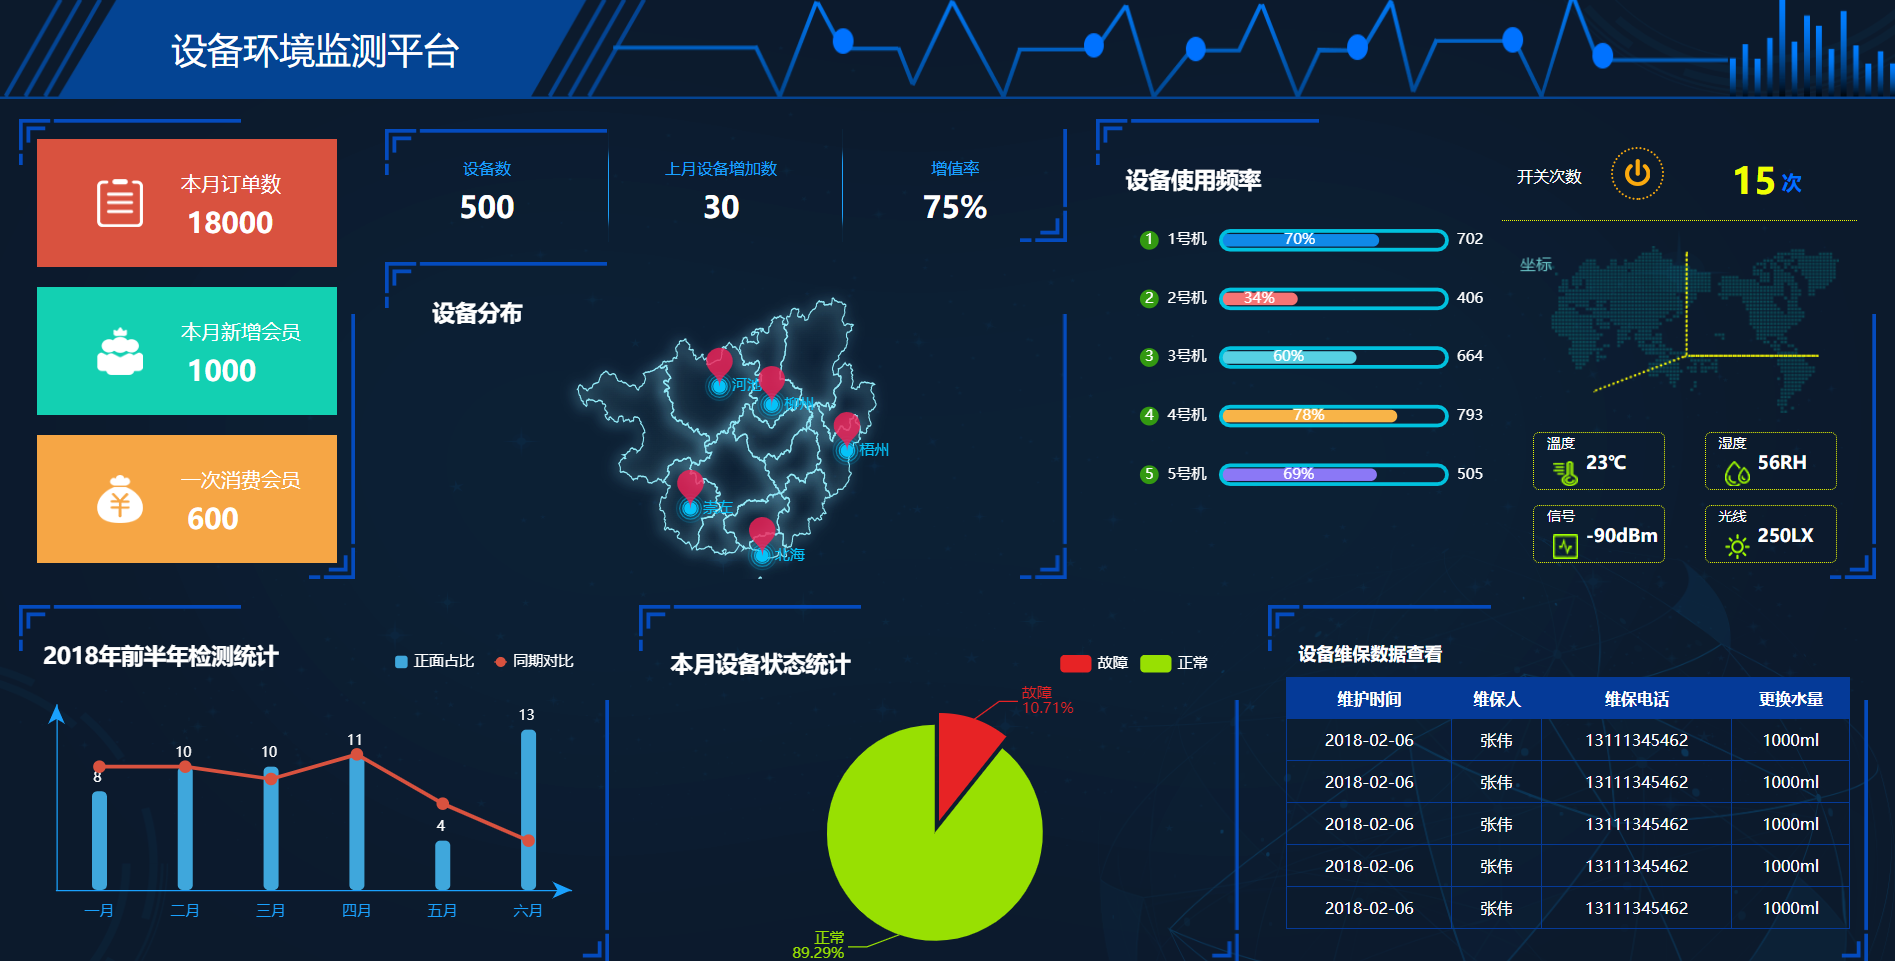 设备环境监测平台
本月订单数
18000
本月新增会员
1000
一次消费会员
600
设备数
500
上月设备增加数
30
增值率
75%
设备分布
河池
柳州
梧州
崇左
北海
设备使用频率
1 1号机 70% 702
2 2号机 34% 406
3 3号机 60% 664
4 4号机 78% 793
5 5号机 69% 505
开关次数 15 次
坐标
温度
23℃
湿度
56RH
信号
-90dBm
光线
250LX
2018年前半年检测统计
正面占比 同期对比
8 10 10 11 4 13
一月 二月 三月 四月 五月 六月
本月设备状态统计
故障 正常
故障
10.71%
正常
89.29%
设备维保数据查看
维护时间 维保人 维保电话 更换水量
2018-02-06 张伟 13111345462 1000ml
2018-02-06 张伟 13111345462 1000ml
2018-02-06 张伟 13111345462 1000ml
2018-02-06 张伟 13111345462 1000ml
2018-02-06 张伟 13111345462 1000ml